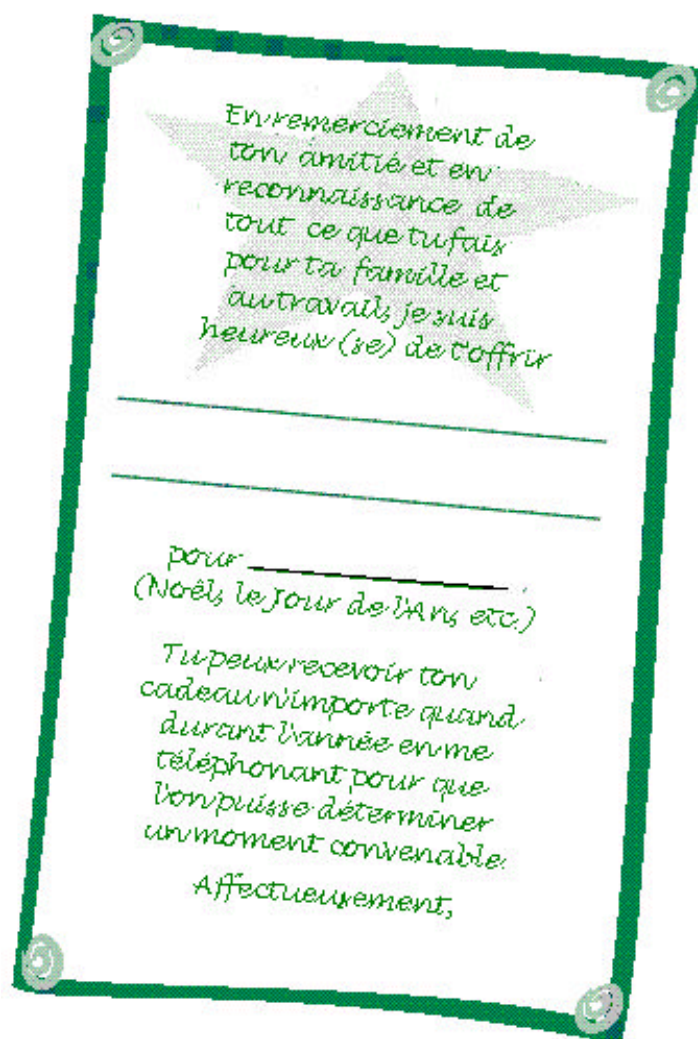 En remerciement de
ton amitié et en
reconnaissance de
tout ce que tu fais
pour ta famille et
au travail, je suis
heureux (se) de t'offrir
pour
(Noël, le Jour de l'An, etc.)
Tu peux recevoir ton
cadeau n'importe quand
durant l'année en me
téléphonant pour que
l'on puisse déterminer
un moment convenable.
Affectueusement,